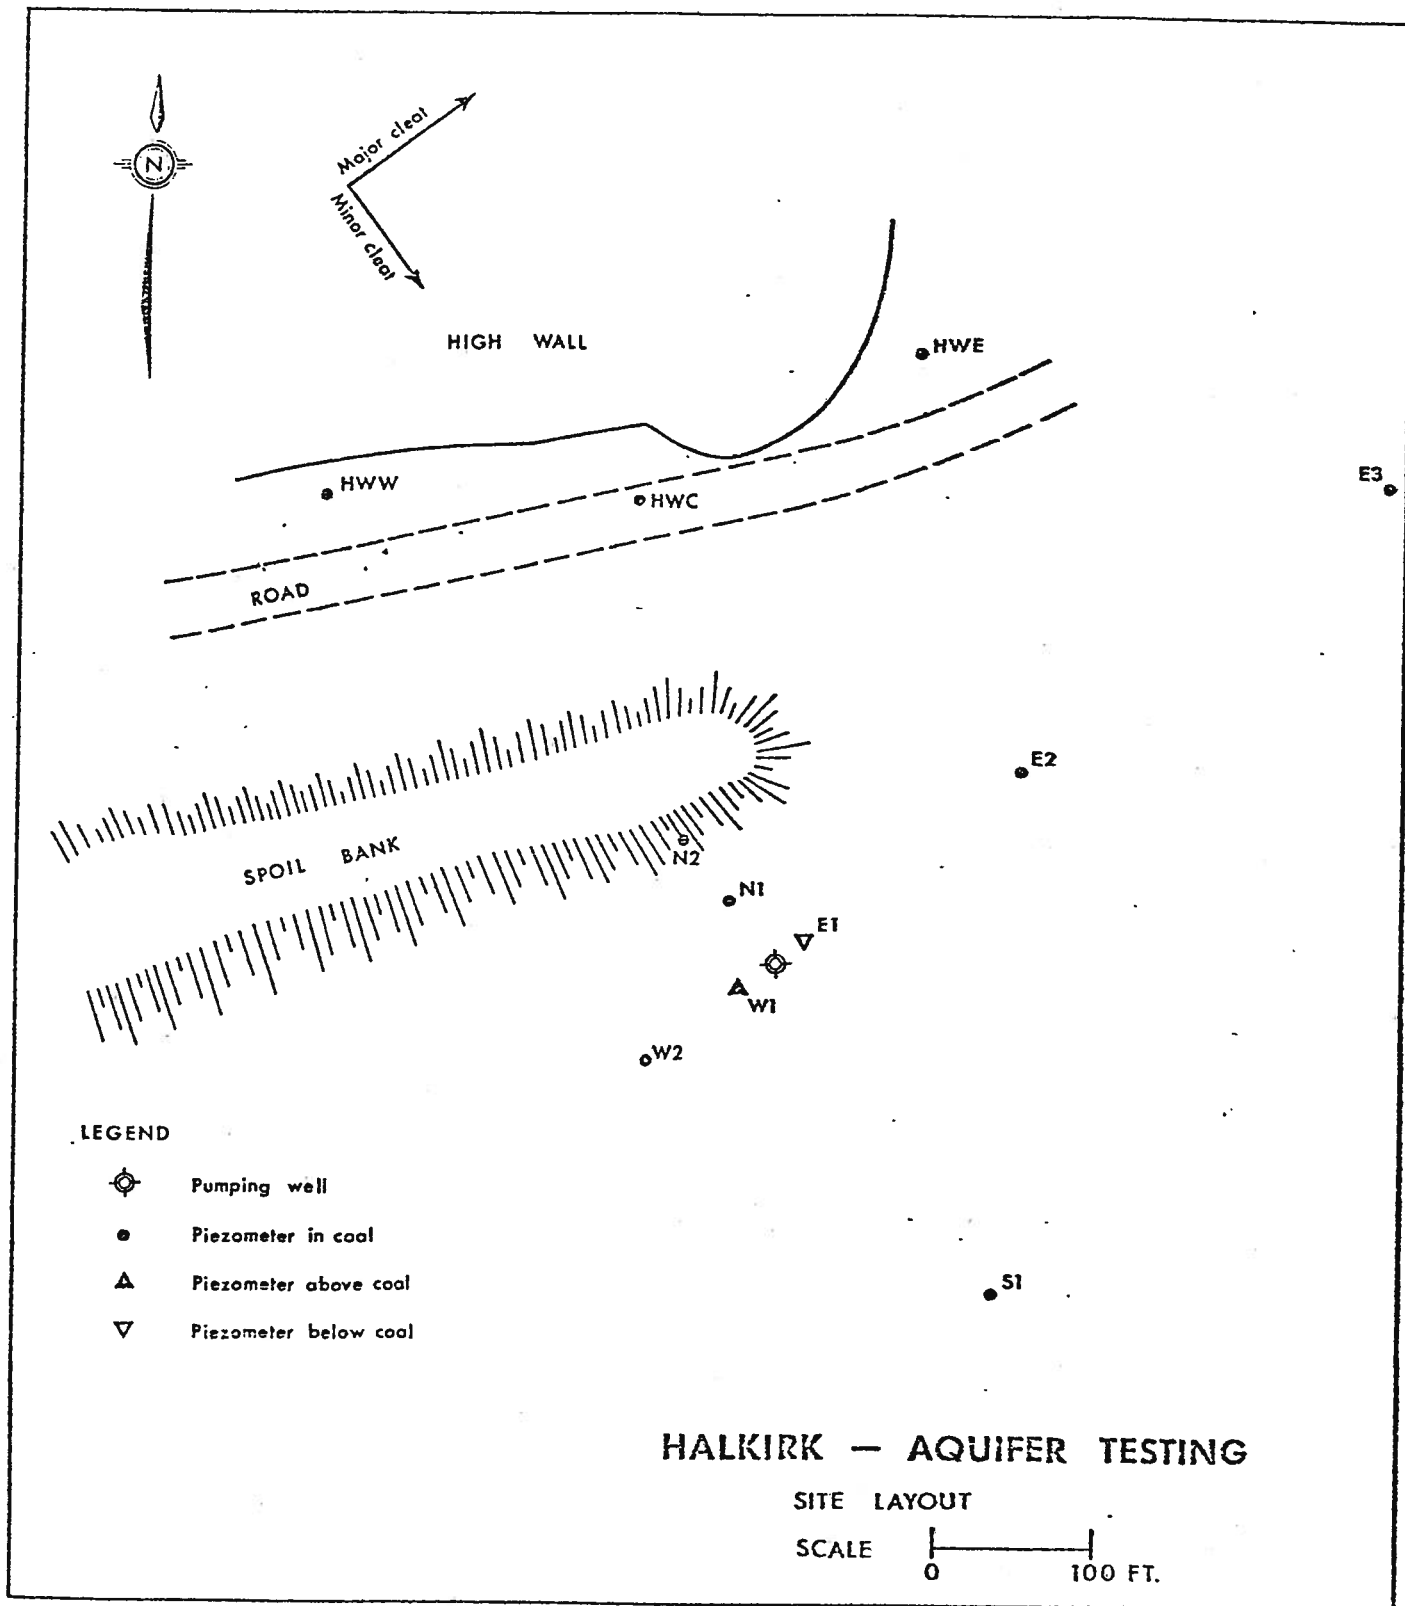 N
Major cleat
Minor cleat
HIGH WALL
HWE
HWW
HWC
E3
ROAD
E2
SPOIL BANK
N2
N1
E1
W1
W2
LEGEND
Pumping well
Piezometer in coal
Piezometer above coal
Piezometer below coal
S1
HALKIRK — AQUIFER TESTING
SITE LAYOUT
SCALE
0 100 FT.